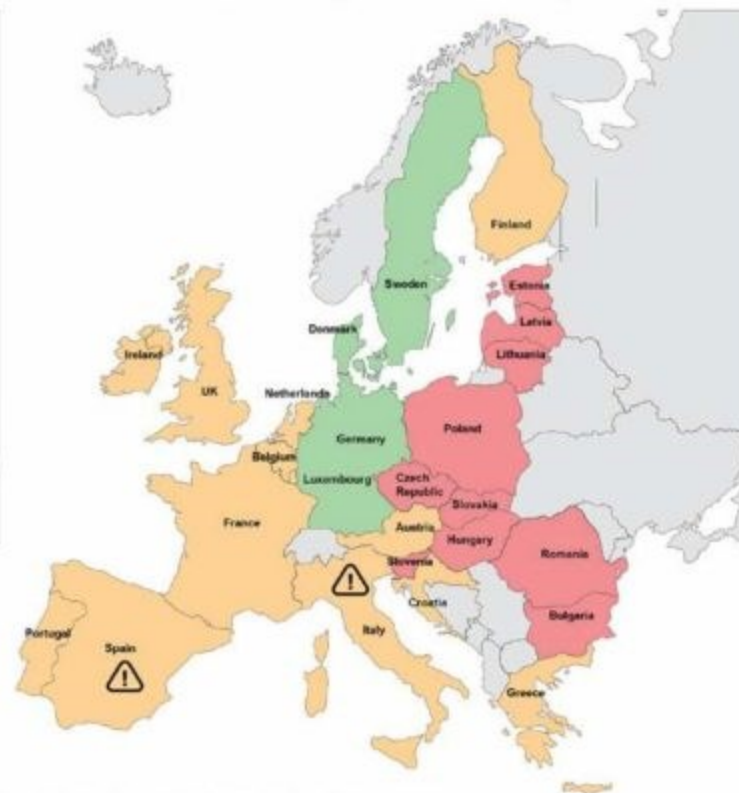 Finland
Sweden
Estonia
Denmark
Latvia
Lithuania
Ireland
UK
Netherlands
Poland
Germany
Belgium
Luxembourg
Czech
Republic
Slovakia
France
Austria
Hungary
Romania
Slovenia
!
Croatia
Bulgaria
Italy
Portugal
Spain
!
Greece